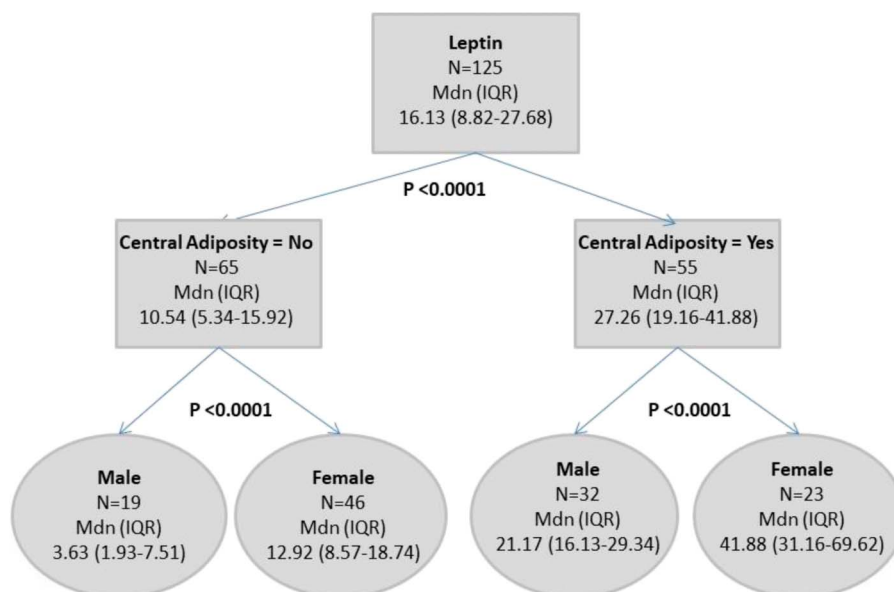 Leptin
N=125
Mdn (IQR)
16.13 (8.82-27.68)
P <0.0001
Central Adiposity = No
N=65
Mdn (IQR)
10.54 (5.34-15.92)
Central Adiposity = Yes
N=55
Mdn (IQR)
27.26 (19.16-41.88)
P <0.0001
P <0.0001
Male
N=19
Mdn (IQR)
3.63 (1.93-7.51)
Female
N=46
Mdn (IQR)
12.92 (8.57-18.74)
Male
N=32
Mdn (IQR)
21.17 (16.13-29.34)
Female
N=23
Mdn (IQR)
41.88 (31.16-69.62)